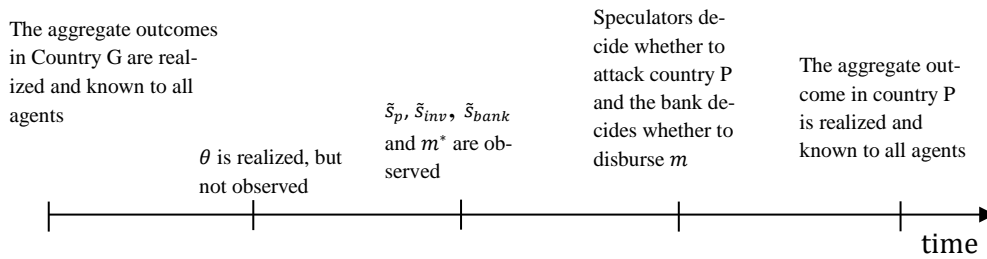 The aggregate outcomes
in Country G are real-
ized and known to all
agents
θ is realized, but
not observed
s̃ₚ, s̃ᵢₙᵥ, s̃_bank
and m* are ob-
served
Speculators de-
cide whether to
attack country P
and the bank de-
cides whether to
disburse m
The aggregate out-
come in country P
is realized and
known to all agents
time